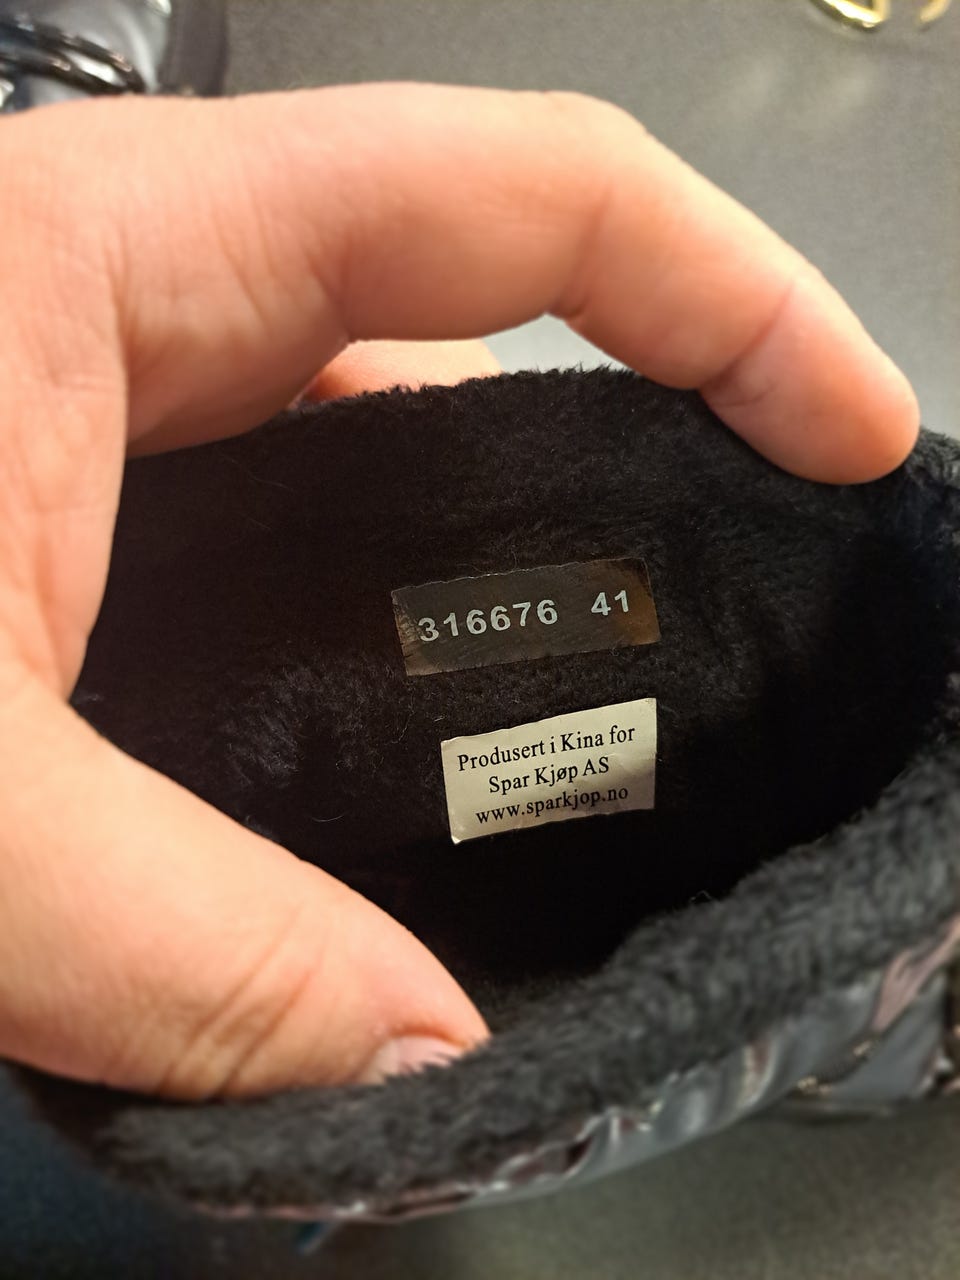 316676 41
Produsert i Kina for
Spar Kjøp AS
www.sparkjop.no